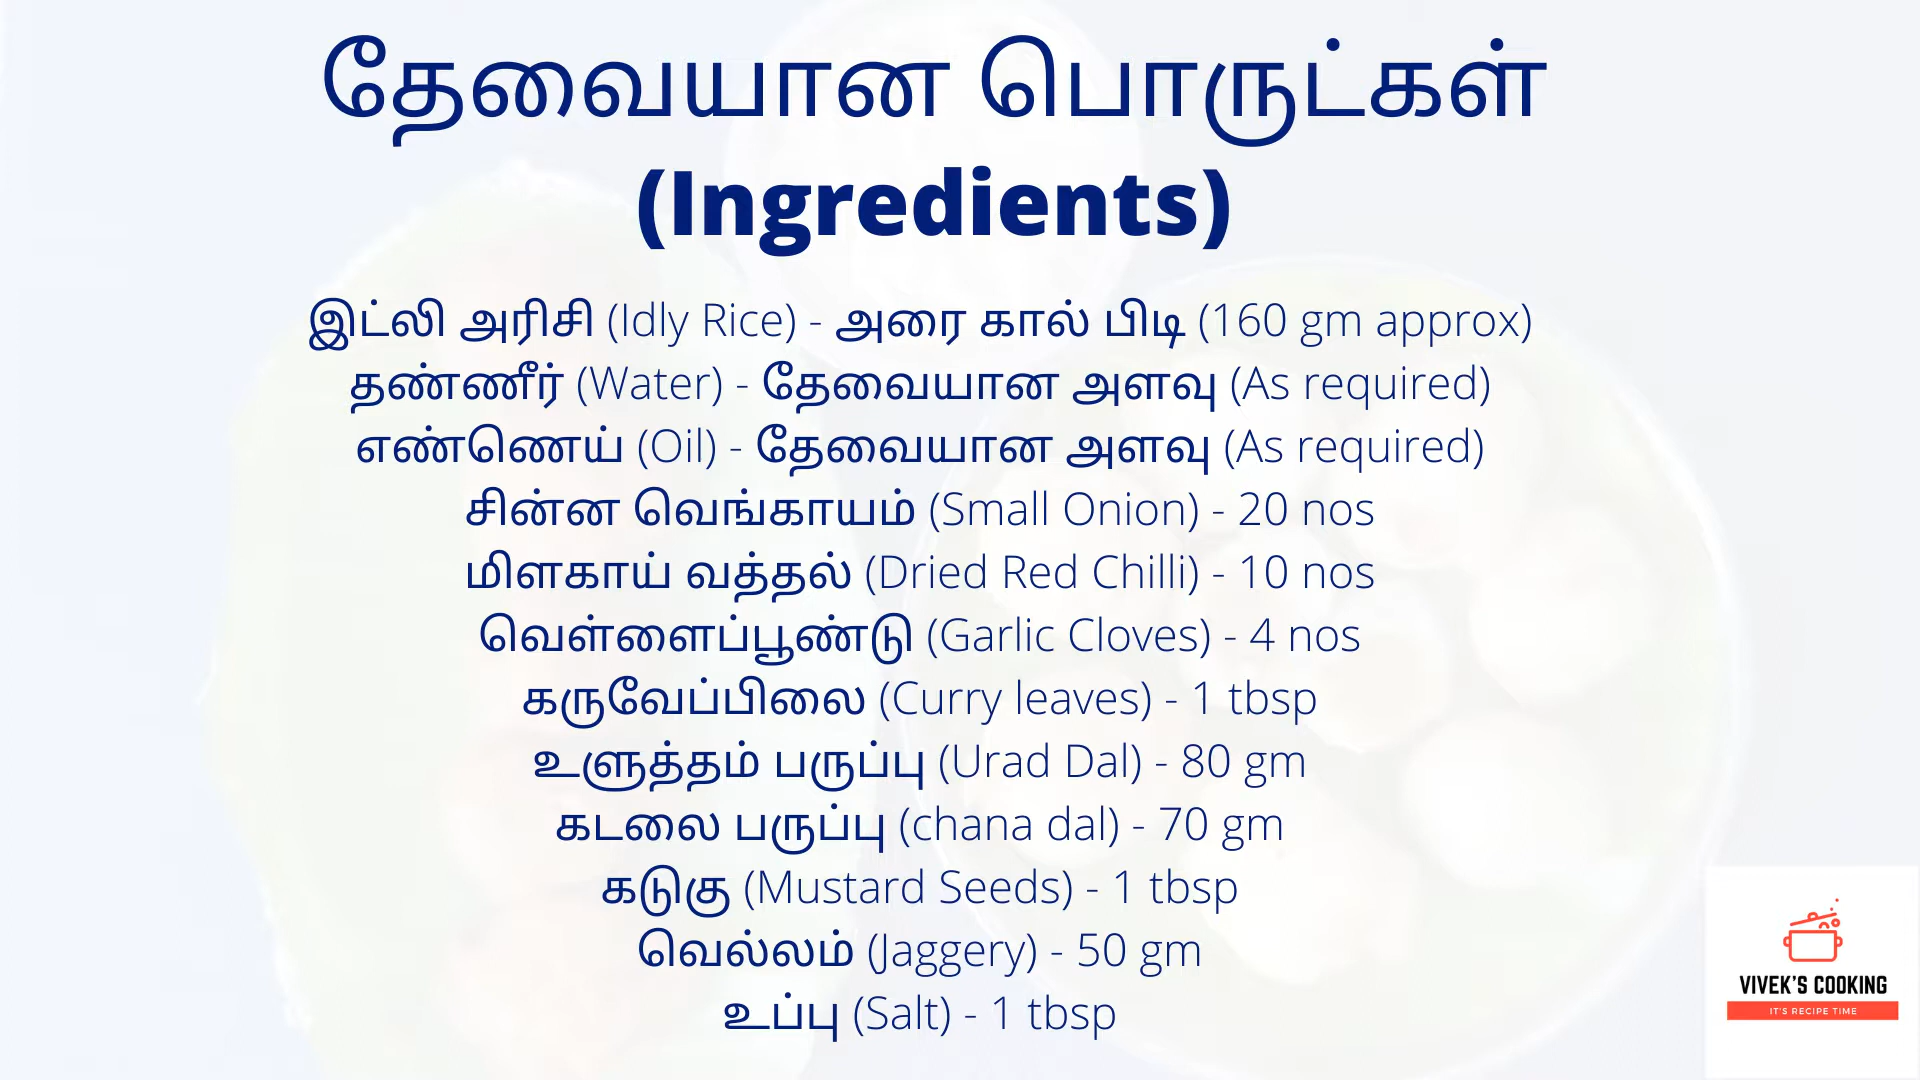 தேவையான பொருட்கள்
(Ingredients)
இட்லி அரிசி (Idly Rice) - அரை கால் பிடி (160 gm approx)
தண்ணீர் (Water) - தேவையான அளவு (As required)
எண்ணெய் (Oil) - தேவையான அளவு (As required)
சின்ன வெங்காயம் (Small Onion) - 20 nos
மிளகாய் வத்தல் (Dried Red Chilli) - 10 nos
வெள்ளைப்பூண்டு (Garlic Cloves) - 4 nos
கருவேப்பிலை (Curry leaves) - 1 tbsp
உளுத்தம் பருப்பு (Urad Dal) - 80 gm
கடலை பருப்பு (chana dal) - 70 gm
கடுகு (Mustard Seeds) - 1 tbsp
வெல்லம் (Jaggery) - 50 gm
உப்பு (Salt) - 1 tbsp
VIVEK'S COOKING
IT'S RECIPE TIME